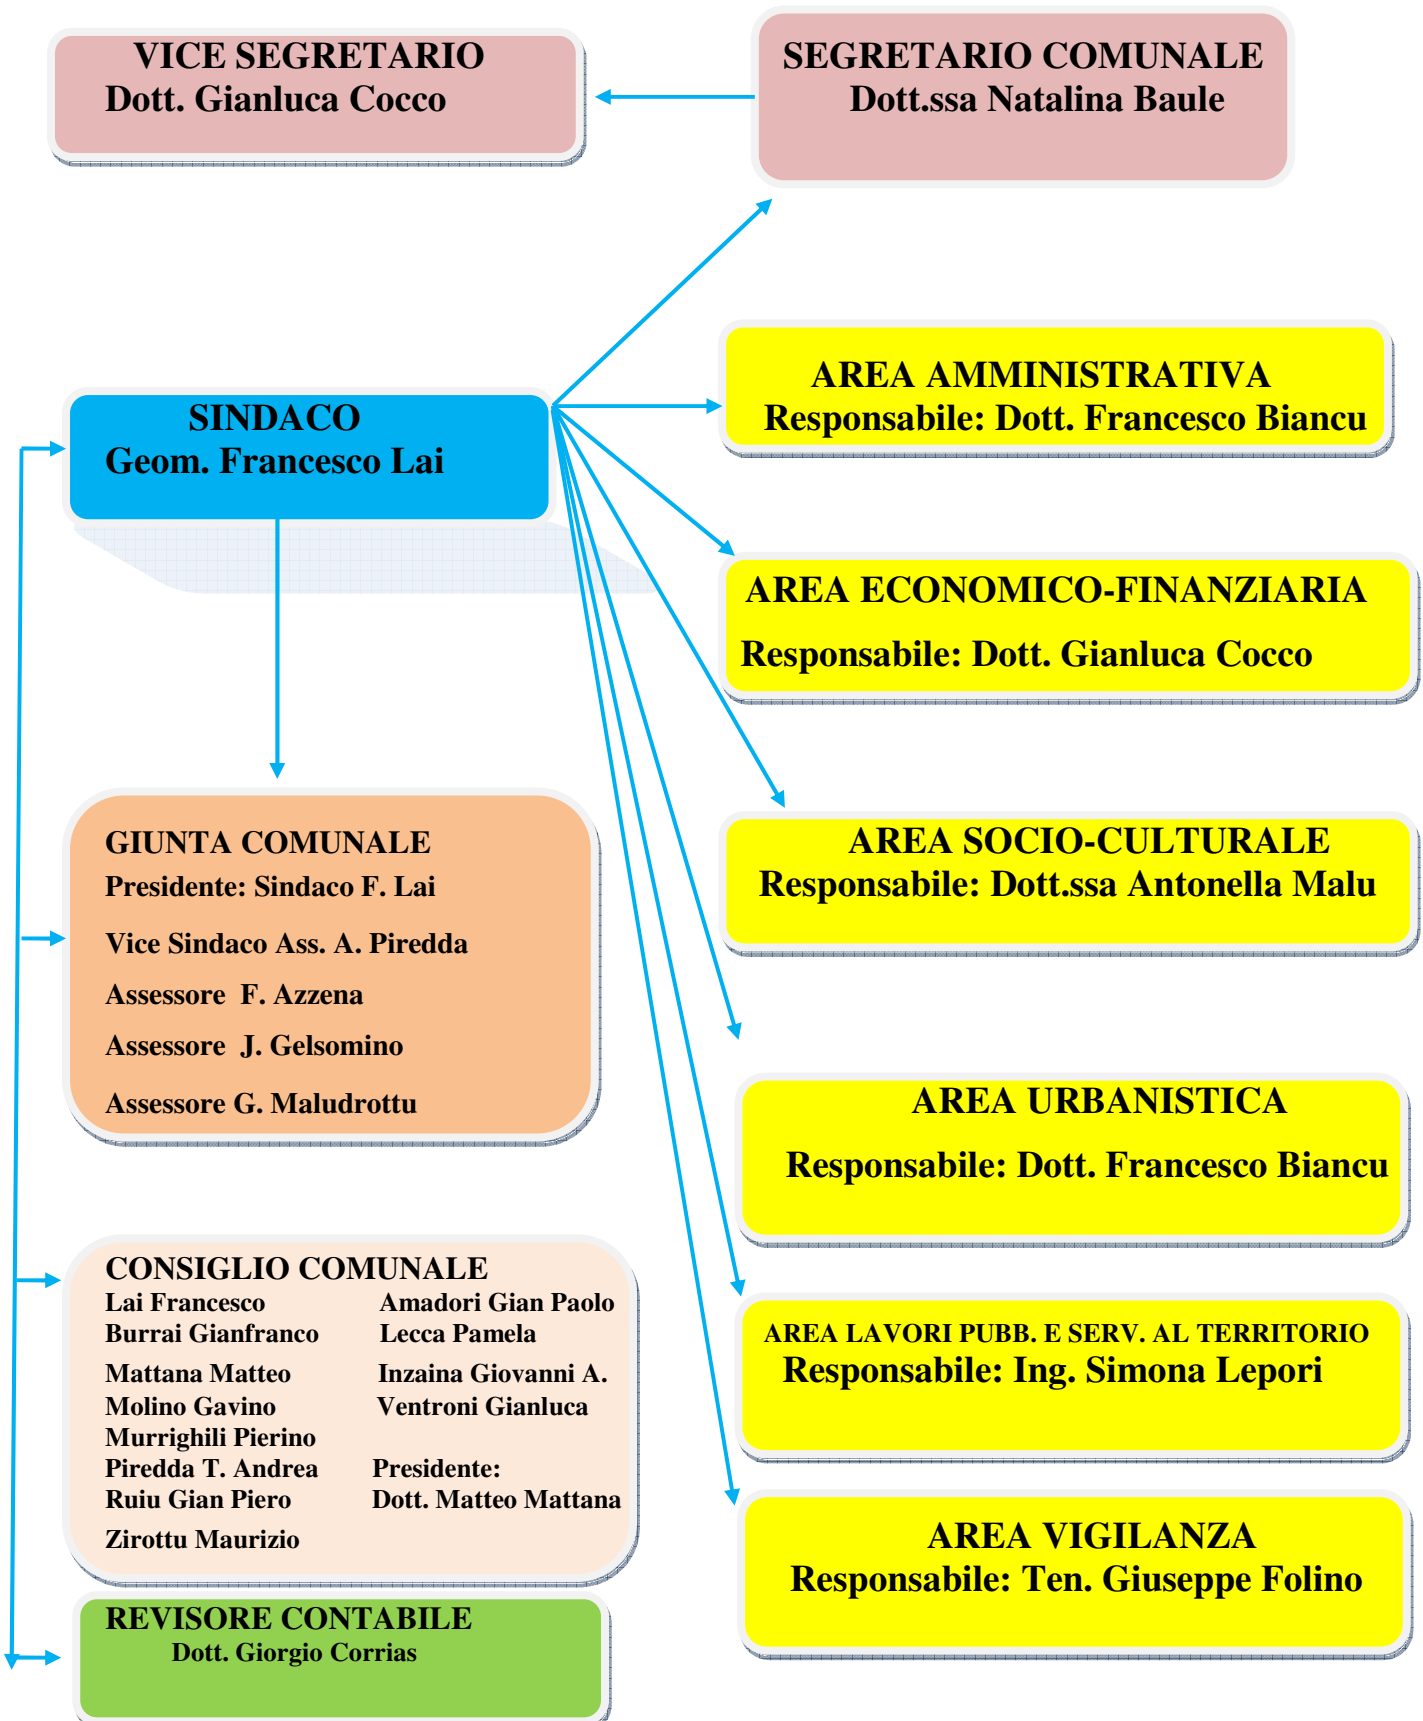 VICE SEGRETARIO
Dott. Gianluca Cocco
SEGRETARIO COMUNALE
Dott.ssa Natalina Baule
SINDACO
Geom. Francesco Lai
AREA AMMINISTRATIVA
Responsabile: Dott. Francesco Biancu
AREA ECONOMICO-FINANZIARIA
Responsabile: Dott. Gianluca Cocco
AREA SOCIO-CULTURALE
Responsabile: Dott.ssa Antonella Malu
AREA URBANISTICA
Responsabile: Dott. Francesco Biancu
AREA LAVORI PUBB. E SERV. AL TERRITORIO
Responsabile: Ing. Simona Lepori
AREA VIGILANZA
Responsabile: Ten. Giuseppe Folino
GIUNTA COMUNALE
Presidente: Sindaco F. Lai
Vice Sindaco Ass. A. Piredda
Assessore F. Azzena
Assessore J. Gelsomino
Assessore G. Maludrottu
CONSIGLIO COMUNALE
Lai Francesco Amadori Gian Paolo
Burrai Gianfranco Lecca Pamela
Mattana Matteo Inzaina Giovanni A.
Molino Gavino Ventroni Gianluca
Murrighili Pierino
Piredda T. Andrea Presidente:
Ruiu Gian Piero Dott. Matteo Mattana
Zirottu Maurizio
REVISORE CONTABILE
Dott. Giorgio Corrias